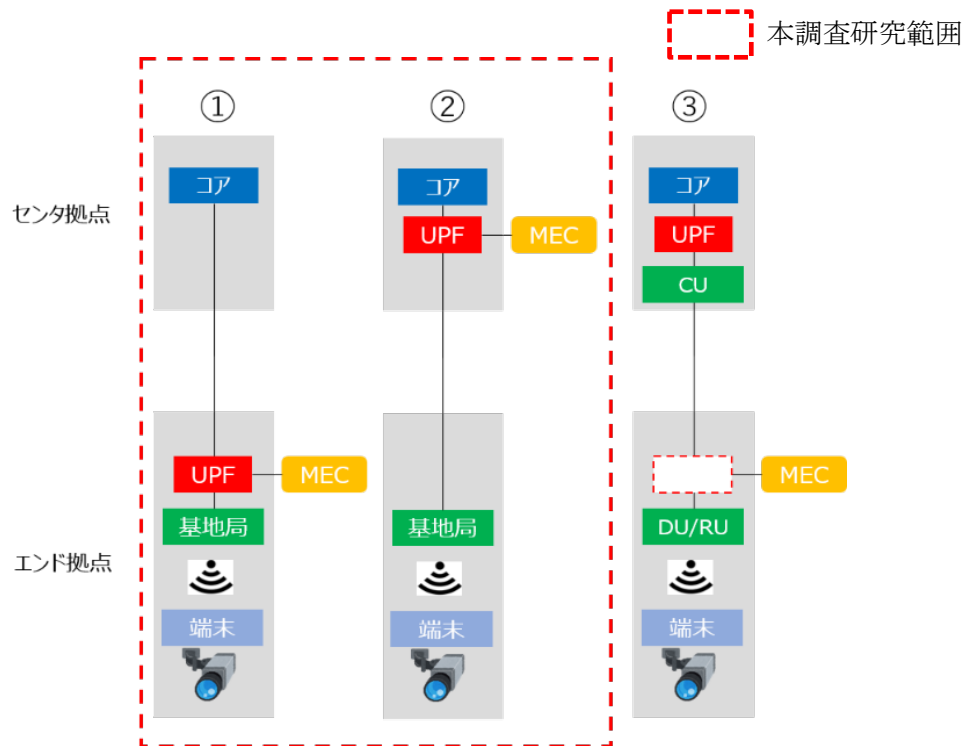 本調査研究範囲
① ② ③
センタ拠点
コア コア コア
UPF MEC UPF
CU
UPF MEC MEC
基地局 基地局 DU/RU
エンド拠点
端末 端末 端末